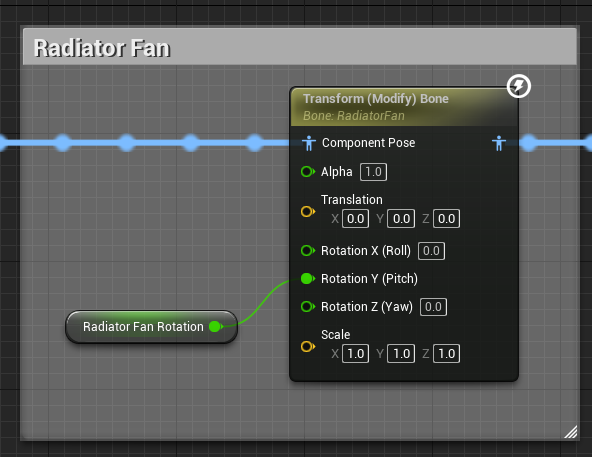 Radiator Fan
Transform (Modify) Bone
Bone: RadiatorFan
Component Pose
Alpha 1.0
Translation
X 0.0 Y 0.0 Z 0.0
Rotation X (Roll) 0.0
Rotation Y (Pitch)
Rotation Z (Yaw) 0.0
Radiator Fan Rotation
Scale
X 1.0 Y 1.0 Z 1.0